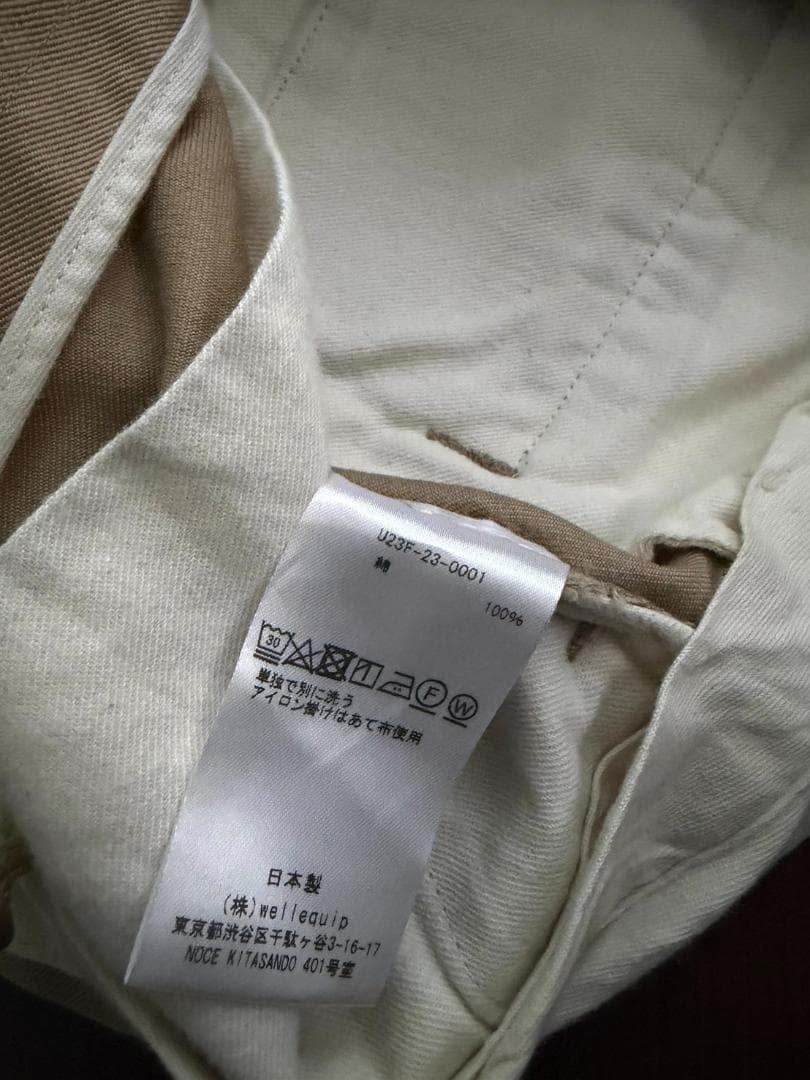 U23F-23-0001
綿
100%
30
F W
単独で別に洗う
アイロン掛けはあて布使用
日本製
(株)wellequip
東京都渋谷区千駄ヶ谷3-16-17
NOCE KITASANDO 401号室